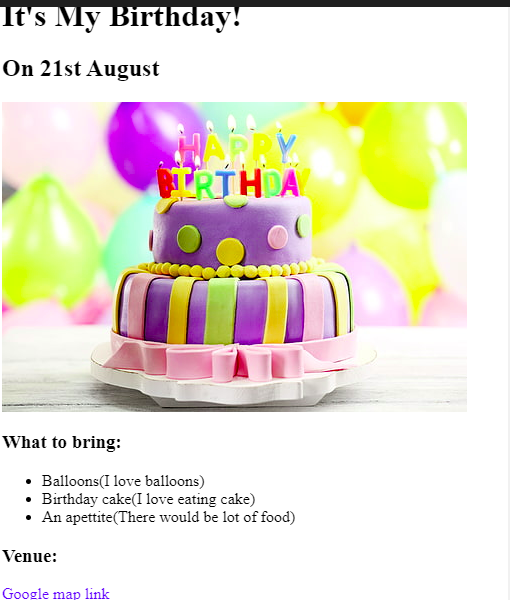 It's My Birthday!
On 21st August
HAPPY
BIRTHDAY
What to bring:
Balloons(I love balloons)
Birthday cake(I love eating cake)
An apettite(There would be lot of food)
Venue:
Google map link